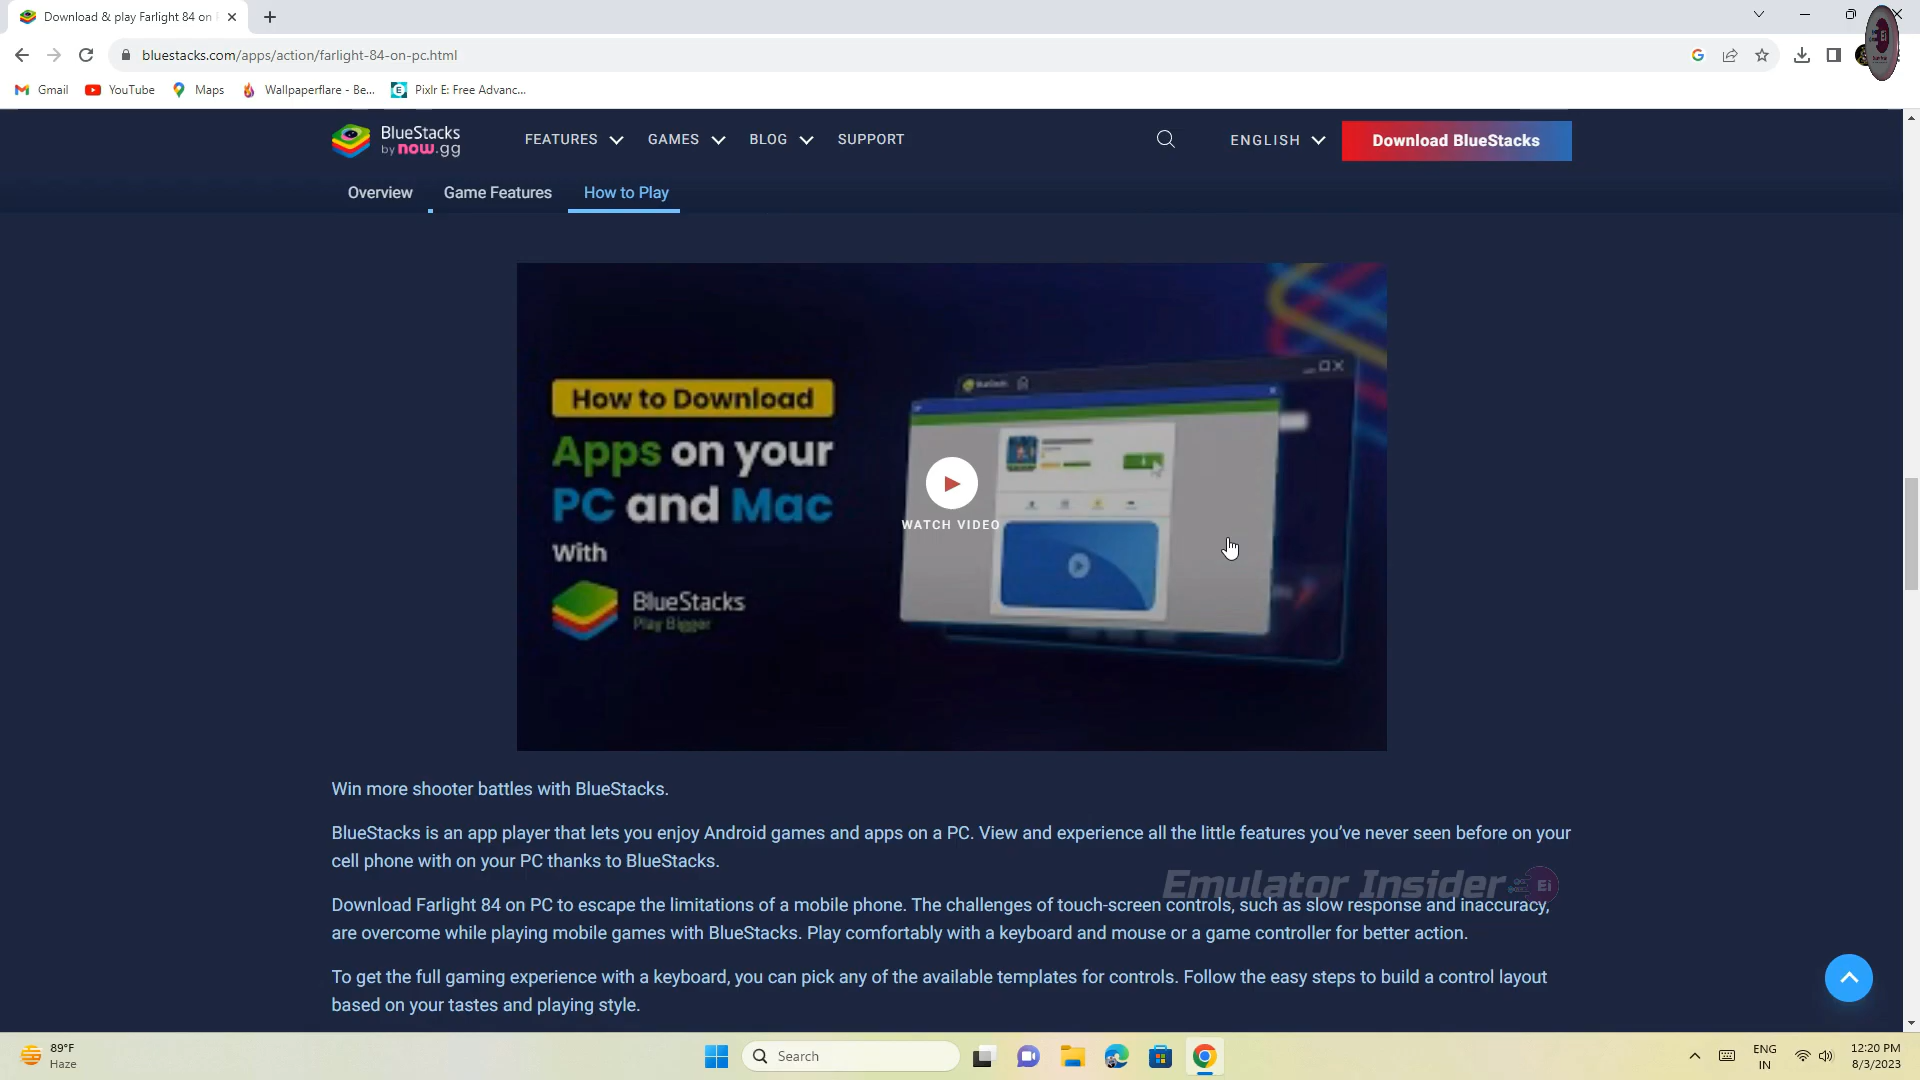 Download & play Farlight 84 on
bluestacks.com/apps/action/farlight-84-on-pc.html
Gmail YouTube Maps Wallpaperflare - Be... Pixlr E: Free Advanc...
BlueStacks
by now.gg
FEATURES GAMES BLOG SUPPORT ENGLISH Download BlueStacks
Overview Game Features How to Play
How to Download
Apps on your
PC and Mac
With
BlueStacks
Play Bigger
WATCH VIDEO
Win more shooter battles with BlueStacks.
BlueStacks is an app player that lets you enjoy Android games and apps on a PC. View and experience all the little features you’ve never seen before on your
cell phone with on your PC thanks to BlueStacks.
Emulator Insider Ei
Download Farlight 84 on PC to escape the limitations of a mobile phone. The challenges of touch-screen controls, such as slow response and inaccuracy,
are overcome while playing mobile games with BlueStacks. Play comfortably with a keyboard and mouse or a game controller for better action.
To get the full gaming experience with a keyboard, you can pick any of the available templates for controls. Follow the easy steps to build a control layout
based on your tastes and playing style.
89°F
Haze
Search
ENG
IN
12:20 PM
8/3/2023